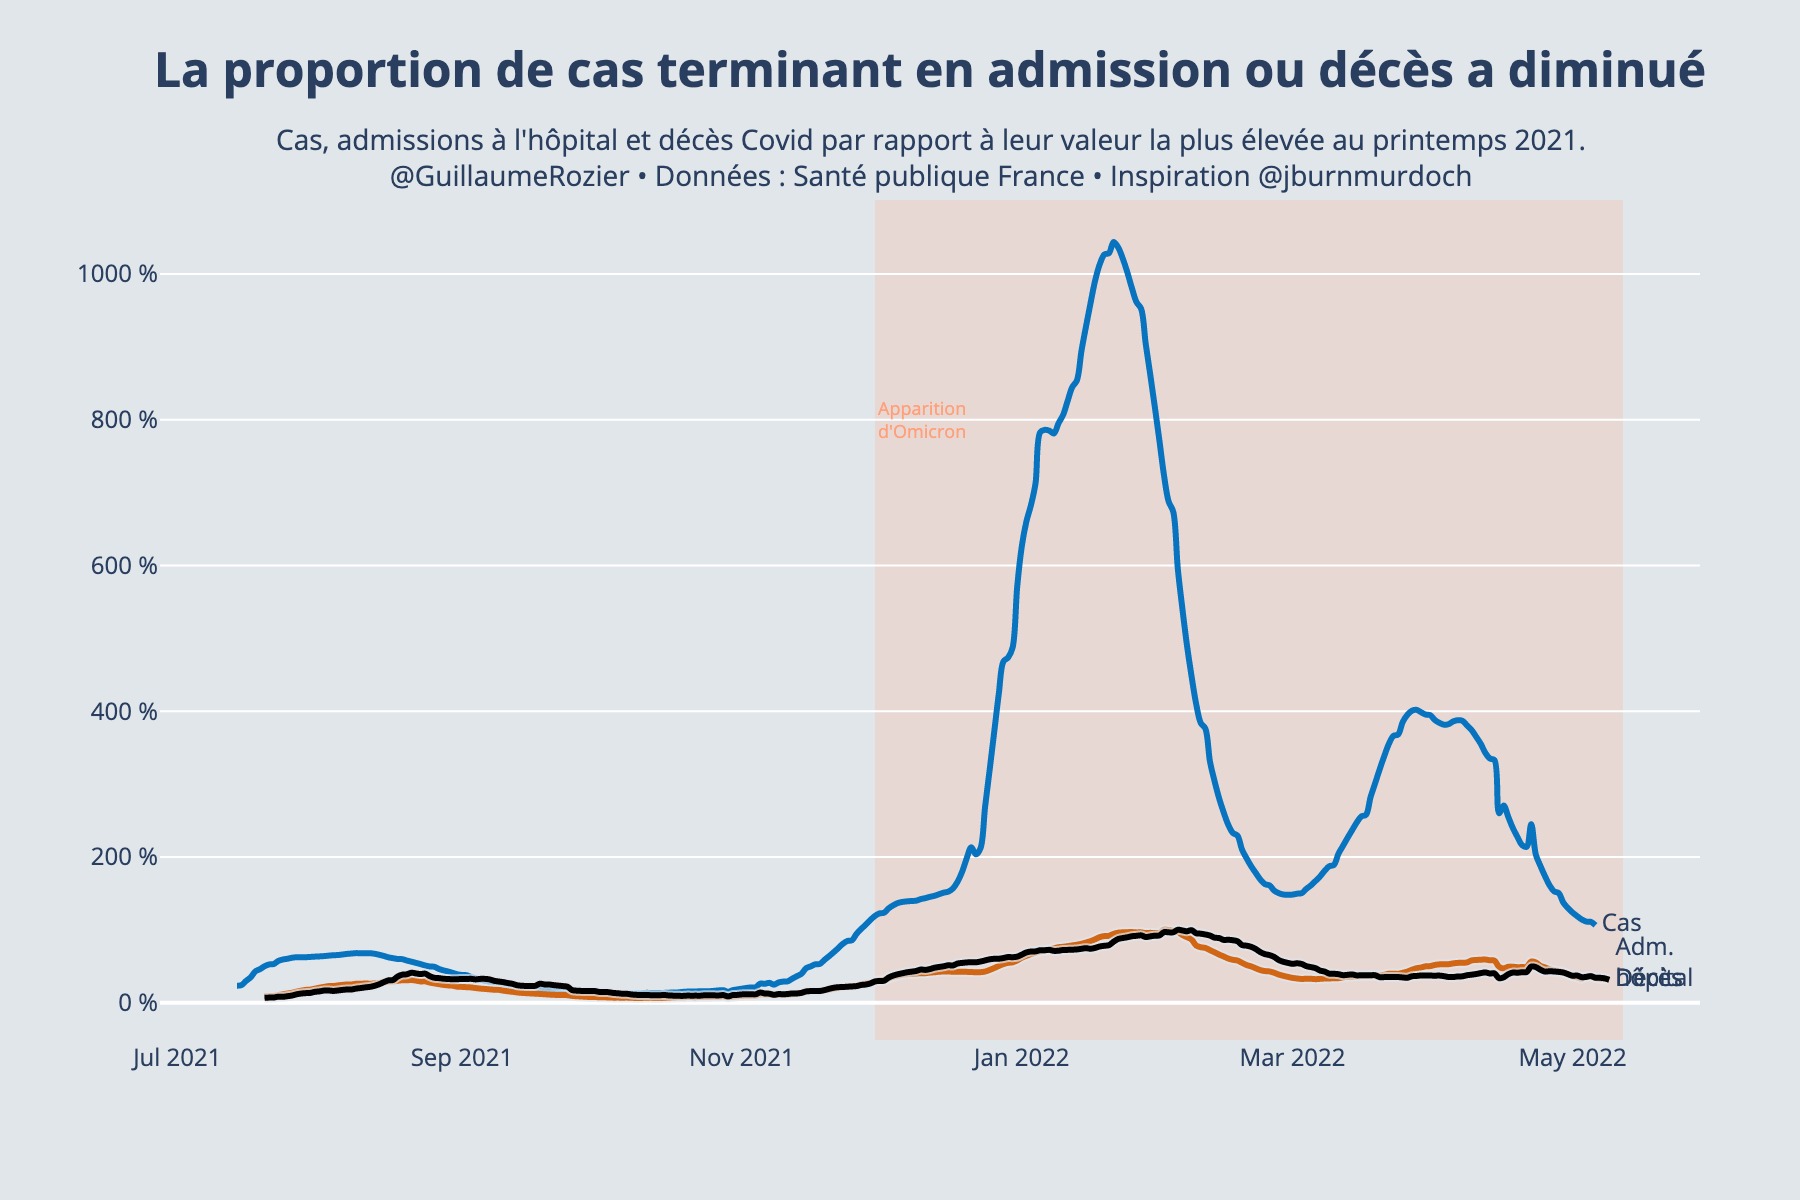 La proportion de cas terminant en admission ou décès a diminué
Cas, admissions à l'hôpital et décès Covid par rapport à leur valeur la plus élevée au printemps 2021.
@GuillaumeRozier • Données : Santé publique France • Inspiration @jburnmurdoch
1000 %
800 %
600 %
400 %
200 %
0 %
Apparition
d'Omicron
Cas
Adm.
Hôpital
Décès
Jul 2021
Sep 2021
Nov 2021
Jan 2022
Mar 2022
May 2022